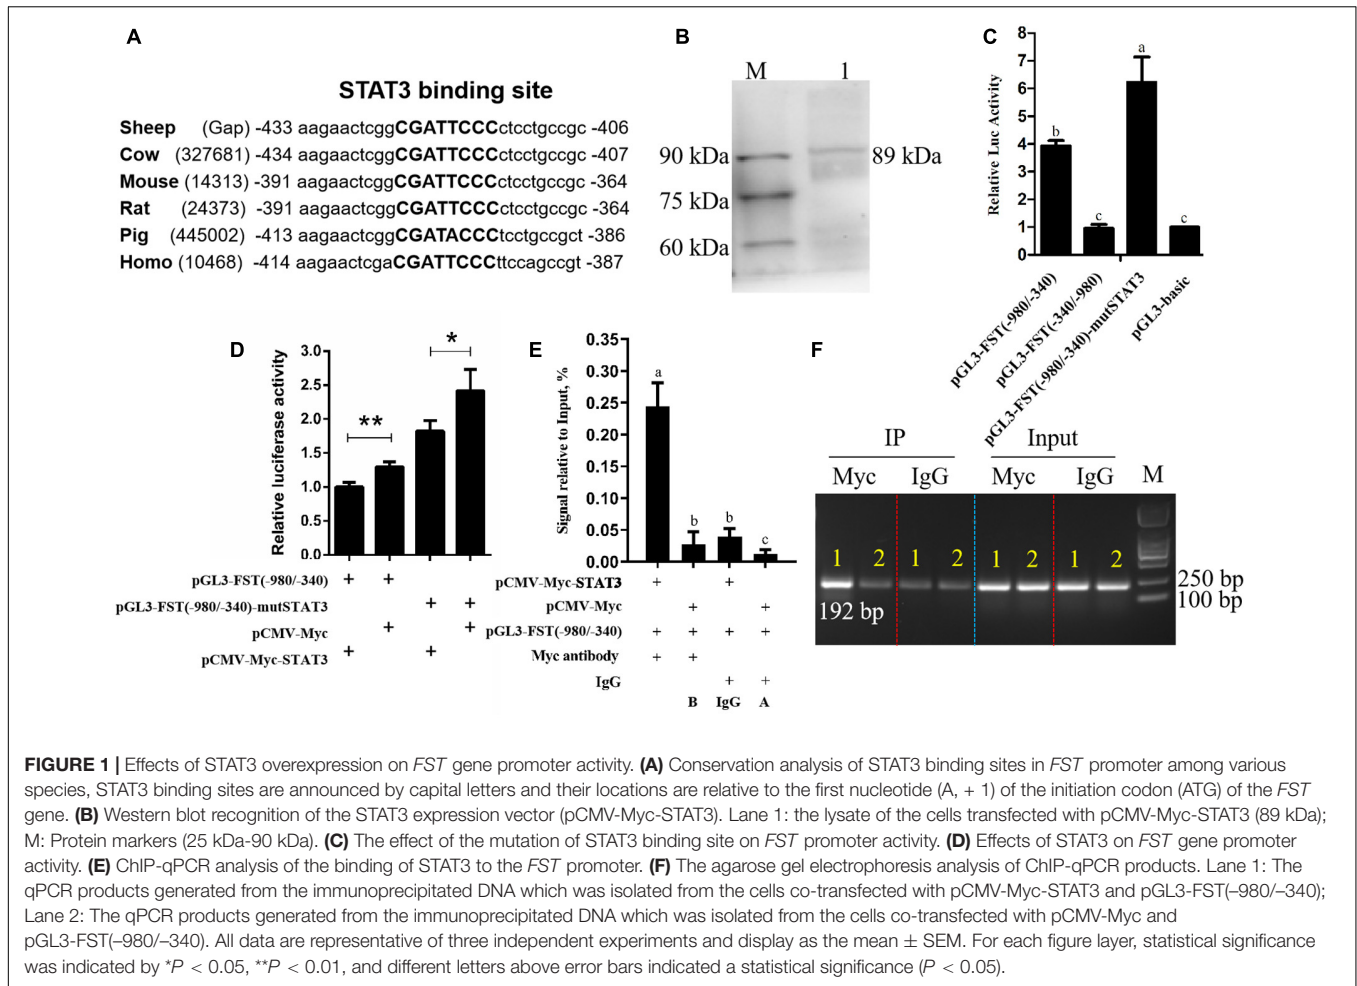 A
STAT3 binding site
Sheep (Gap) -433 aagaactcggCGATTCCCctcctgccgc -406
Cow (327681) -434 aagaactcggCGATTCCCctcctgccgc -407
Mouse (14313) -391 aagaactcggCGATTCCCctcctgccgc -364
Rat (24373) -391 aagaactcggCGATTCCCctcctgccgc -364
Pig (445002) -413 aagaactcggCGATACCCtcctgccgct -386
Homo (10468) -414 aagaactcgaCGATTCCCttccagccgt -387
B
M 1
90 kDa 89 kDa
75 kDa
60 kDa
C
Relative Luc Activity
8
7
6
5
4
3
2
1
0
b c a c
pGL3-FST(-980/-340)
pGL3-FST(-340/-980)
pGL3-FST(-980/-340)-mutSTAT3
pGL3-basic
D
Relative luciferase activity
3.0
2.5
2.0
1.5
1.0
0.5
0.0
** *
pGL3-FST(-980/-340) + +
pGL3-FST(-980/-340)-mutSTAT3 + +
pCMV-Myc + +
pCMV-Myc-STAT3 + +
E
Signal relative to Input, %
0.35
0.30
0.25
0.20
0.15
0.10
0.05
0.00
a b b c
pCMV-Myc-STAT3 + +
pCMV-Myc + +
pGL3-FST(-980/-340) + + + +
Myc antibody + +
IgG + +
B IgG A
F
IP Input
Myc IgG Myc IgG M
1 2 1 2 1 2 1 2
250 bp
100 bp
192 bp
FIGURE 1 | Effects of STAT3 overexpression on FST gene promoter activity. (A) Conservation analysis of STAT3 binding sites in FST promoter among various
species, STAT3 binding sites are announced by capital letters and their locations are relative to the first nucleotide (A, + 1) of the initiation codon (ATG) of the FST
gene. (B) Western blot recognition of the STAT3 expression vector (pCMV-Myc-STAT3). Lane 1: the lysate of the cells transfected with pCMV-Myc-STAT3 (89 kDa);
M: Protein markers (25 kDa-90 kDa). (C) The effect of the mutation of STAT3 binding site on FST promoter activity. (D) Effects of STAT3 on FST gene promoter
activity. (E) ChIP-qPCR analysis of the binding of STAT3 to the FST promoter. (F) The agarose gel electrophoresis analysis of ChIP-qPCR products. Lane 1: The
qPCR products generated from the immunoprecipitated DNA which was isolated from the cells co-transfected with pCMV-Myc-STAT3 and pGL3-FST(–980/–340);
Lane 2: The qPCR products generated from the immunoprecipitated DNA which was isolated from the cells co-transfected with pCMV-Myc and
pGL3-FST(–980/–340). All data are representative of three independent experiments and display as the mean ± SEM. For each figure layer, statistical significance
was indicated by *P < 0.05, **P < 0.01, and different letters above error bars indicated a statistical significance (P < 0.05).